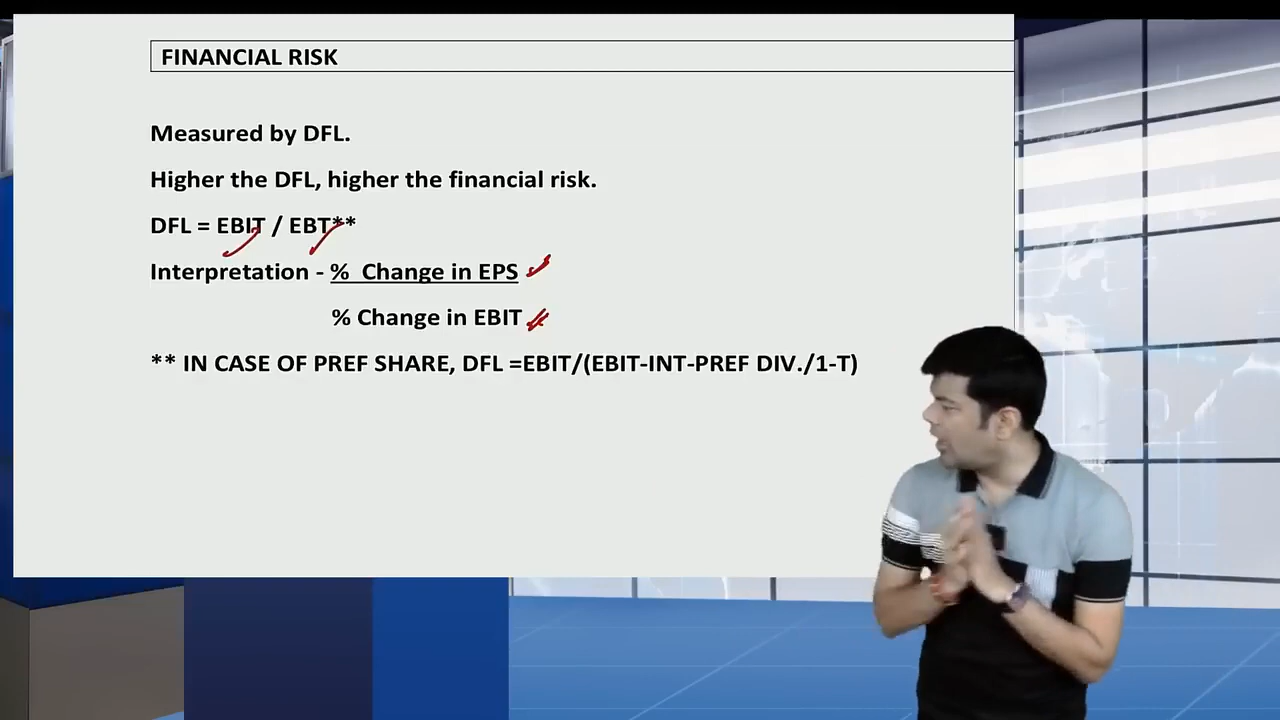 FINANCIAL RISK
Measured by DFL.
Higher the DFL, higher the financial risk.
DFL = EBIT / EBT**
Interpretation - % Change in EPS
% Change in EBIT
** IN CASE OF PREF SHARE, DFL =EBIT/(EBIT-INT-PREF DIV./1-T)